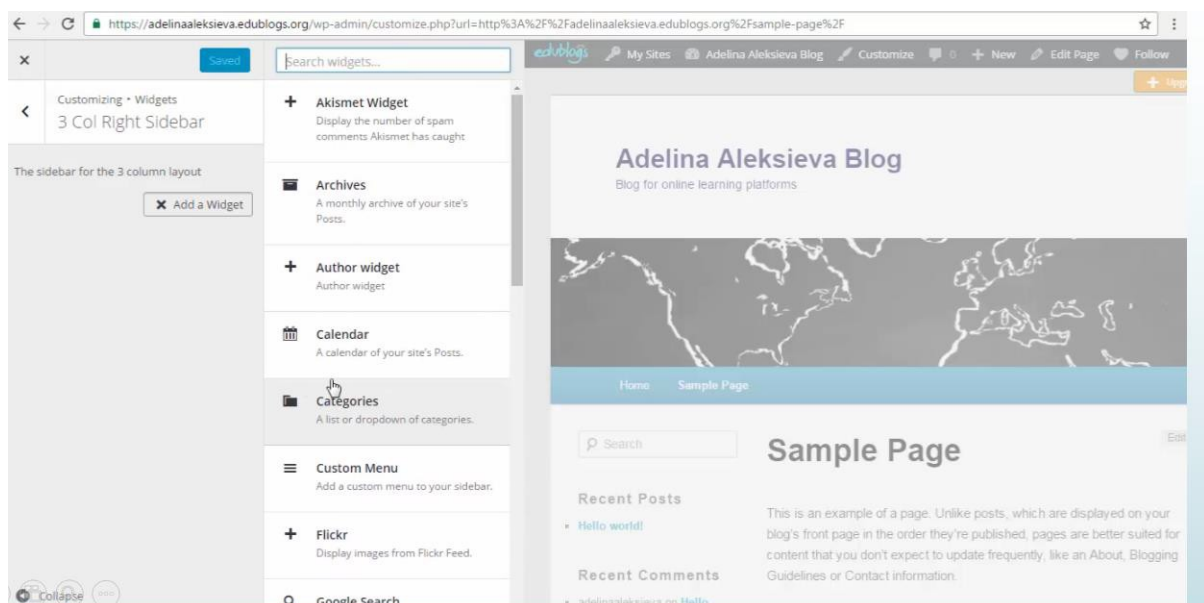 https://adelinaaleksieva.edublogs.org/wp-admin/customize.php?url=http%3A%2F%2Fadelinaaleksieva.edublogs.org%2Fsample-page%2F
Saved
Customizing • Widgets
3 Col Right Sidebar
The sidebar for the 3 column layout
Add a Widget
Collapse
Search widgets...
Akismet Widget
Display the number of spam
comments Akismet has caught
Archives
A monthly archive of your site's
Posts.
Author widget
Author widget
Calendar
A calendar of your site's Posts.
Categories
A list or dropdown of categories.
Custom Menu
Add a custom menu to your sidebar.
Flickr
Display images from Flickr Feed.
Google Search
edublogs My Sites Adelina Aleksieva Blog Customize 0 New Edit Page Follow
Adelina Aleksieva Blog
Blog for online learning platforms
Home Sample Page
Search
Recent Posts
Hello world!
Recent Comments
adelinaaleksieva on Hello
Edit
Sample Page
This is an example of a page. Unlike posts, which are displayed on your
blog's front page in the order they're published, pages are better suited for
content that you don't expect to update frequently, like an About, Blogging
Guidelines or Contact information.